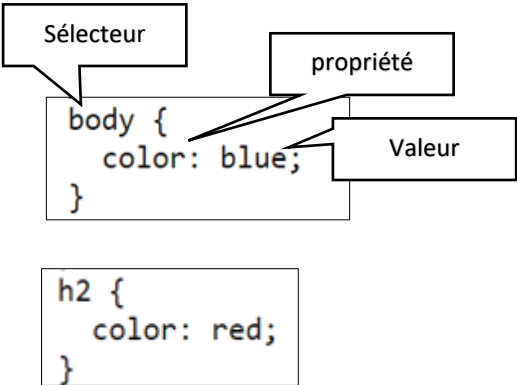 Sélecteur
propriété
body {
color: blue;
Valeur
}
h2 {
color: red;
}